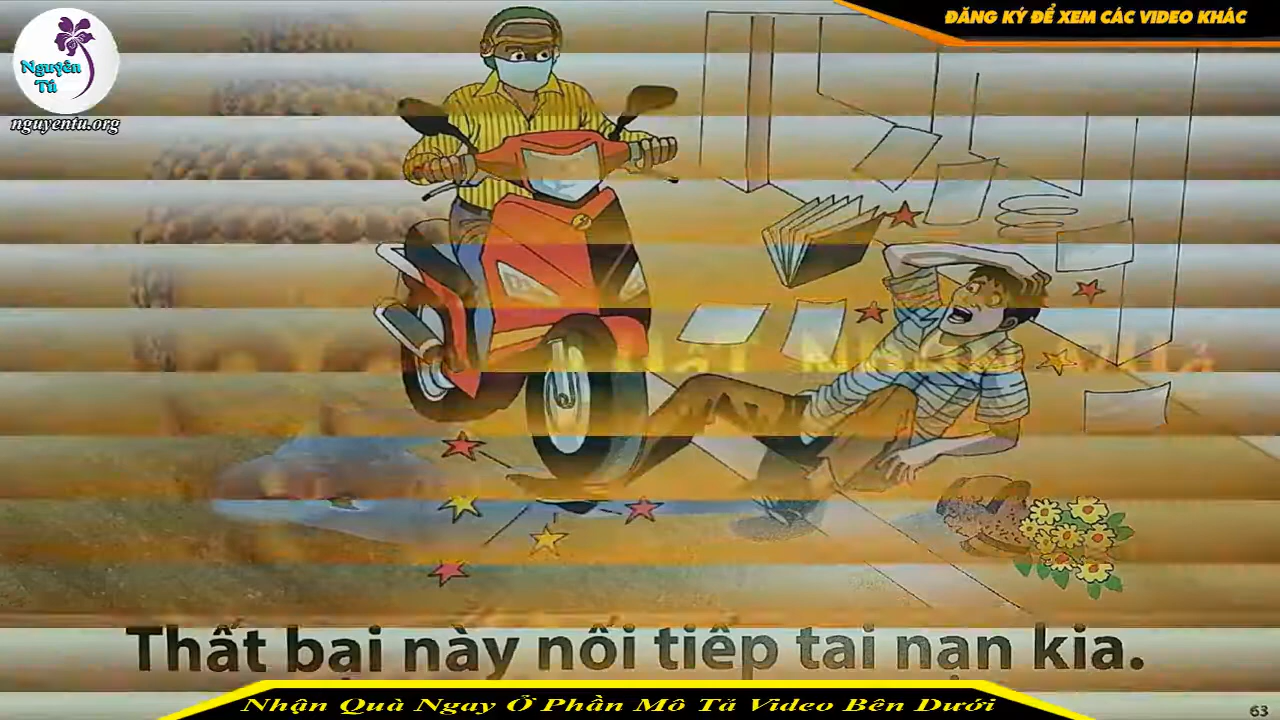 ĐĂNG KÝ ĐỂ XEM CÁC VIDEO KHÁC
Nguyên
Tú
nguyentu.org
Thất bại này nối tiếp tai nạn kia.
Nhận Quà Ngay Ở Phần Mô Tả Video Bên Dưới
63